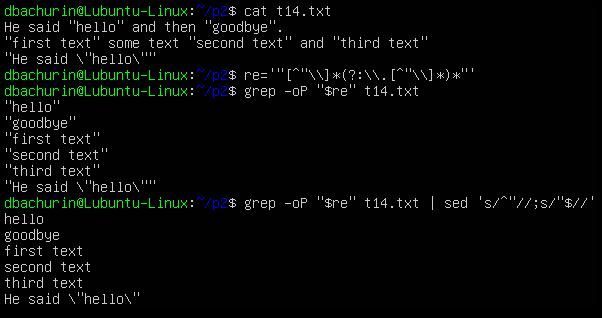 dbachurin@Lubuntu-Linux:~/p2$ cat t14.txt
He said "hello" and then "goodbye".
"first text" some text "second text" and "third text"
"He said \"hello\""
dbachurin@Lubuntu-Linux:~/p2$ re='"[^"\\]*(?:\\.[^"\\]*)*"'
dbachurin@Lubuntu-Linux:~/p2$ grep -oP "$re" t14.txt
"hello"
"goodbye"
"first text"
"second text"
"third text"
"He said \"hello\""
dbachurin@Lubuntu-Linux:~/p2$ grep -oP "$re" t14.txt | sed 's/^"//;s/"$//'
hello
goodbye
first text
second text
third text
He said \"hello\"